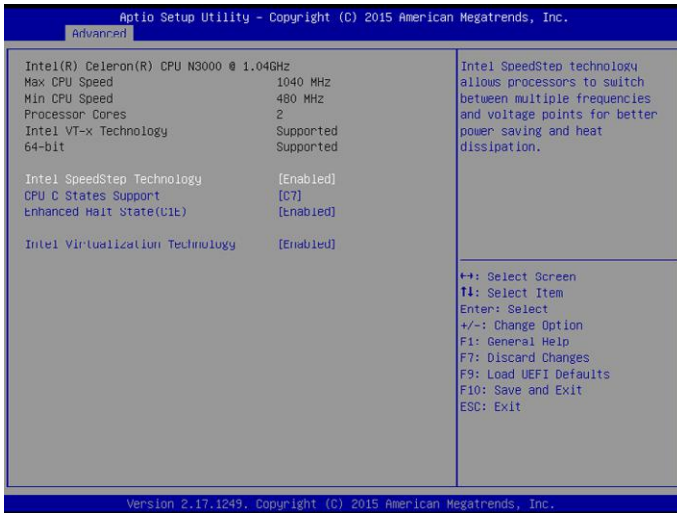 Aptio Setup Utility – Copyright (C) 2015 American Megatrends, Inc.
Advanced
Intel(R) Celeron(R) CPU N3000 @ 1.04GHz
Max CPU Speed 1040 MHz
Min CPU Speed 480 MHz
Processor Cores 2
Intel VT-x Technology Supported
64-bit Supported
Intel SpeedStep Technology [Enabled]
CPU C States Support [C7]
Enhanced Halt State(C1E) [Enabled]
Intel Virtualization Technology [Enabled]
Intel SpeedStep technology
allows processors to switch
between multiple frequencies
and voltage points for better
power saving and heat
dissipation.
↔: Select Screen
↑↓: Select Item
Enter: Select
+/-: Change Option
F1: General Help
F7: Discard Changes
F9: Load UEFI Defaults
F10: Save and Exit
ESC: Exit
Version 2.17.1249. Copyright (C) 2015 American Megatrends, Inc.